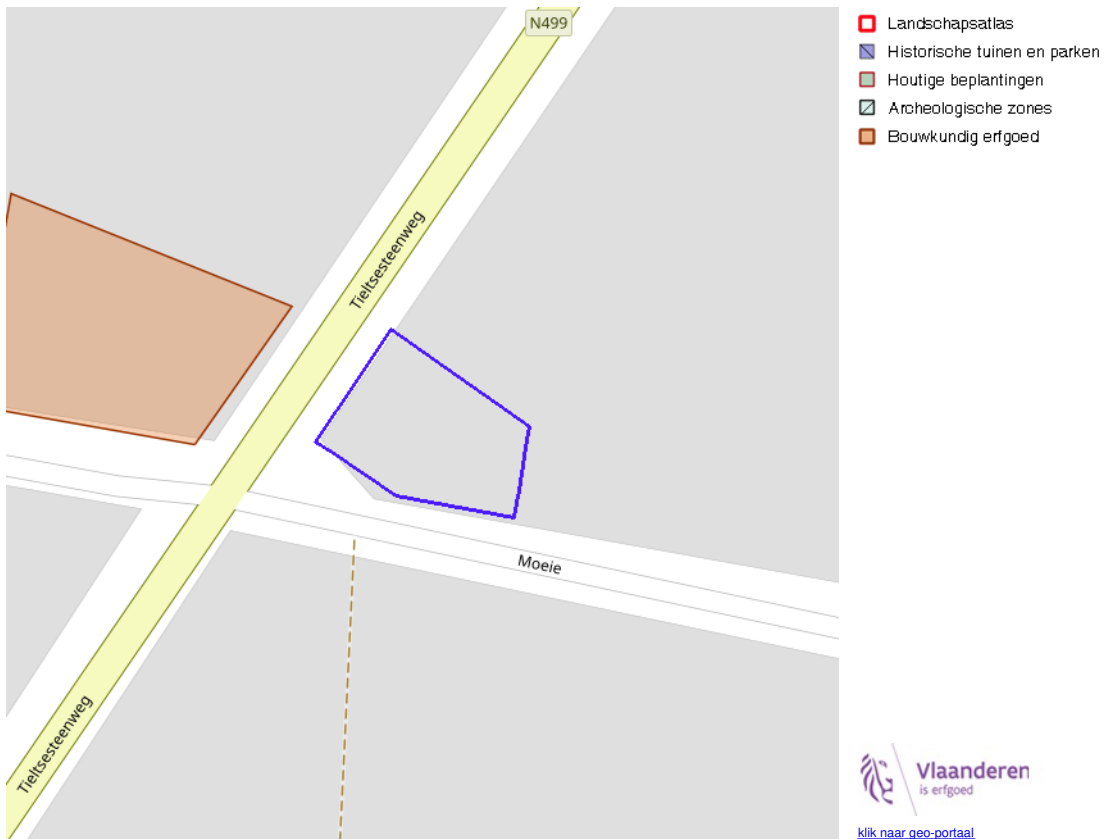 N499
Tieltsesteenweg
Moeie
Tieltsesteenweg
Landschapsatlas
Historische tuinen en parken
Houtige beplantingen
Archeologische zones
Bouwkundig erfgoed
Vlaanderen
is erfgoed
klik naar geo-portaal